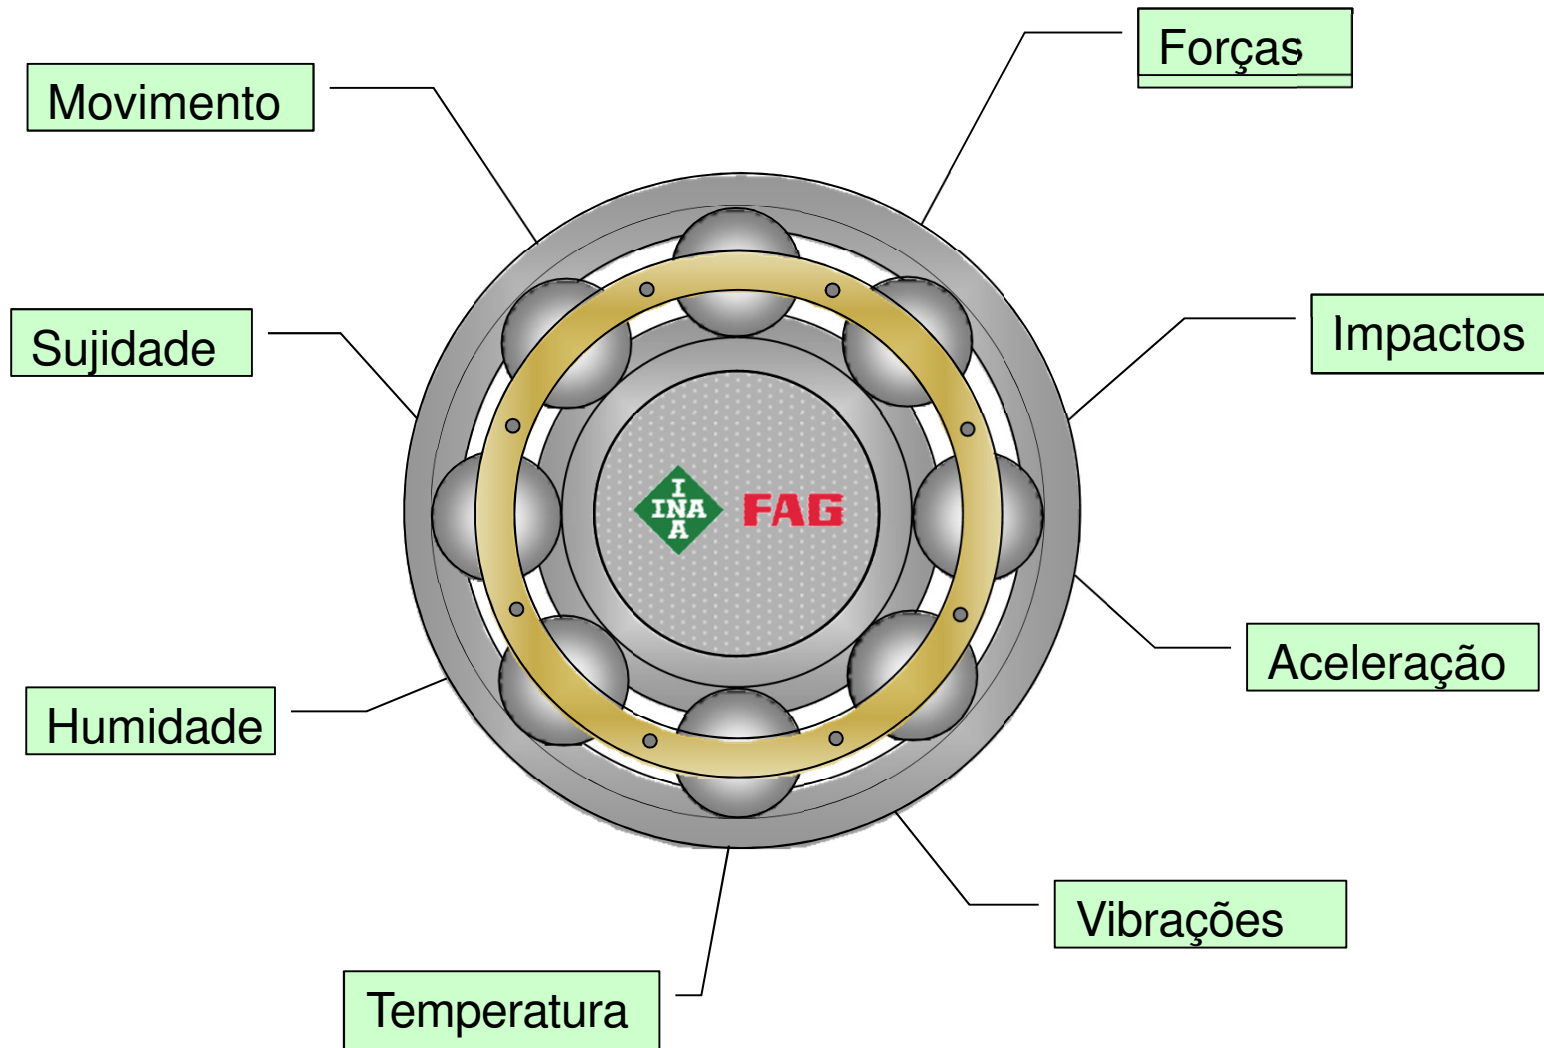 Forças
Movimento
Sujidade
Impactos
I
INA
A
FAG
Aceleração
Humidade
Vibrações
Temperatura